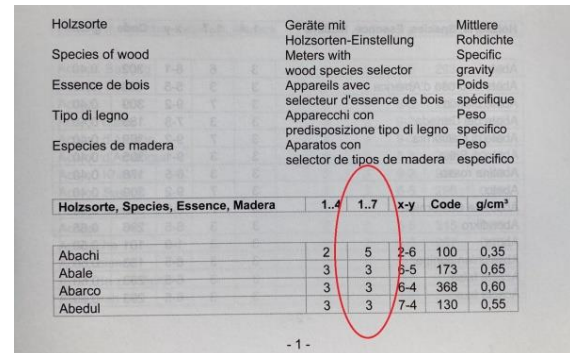 Holzsorte Geräte mit Mittlere
Holzsorten-Einstellung Rohdichte
Species of wood Meters with Specific
wood species selector gravity
Essence de bois Appareils avec Poids
selecteur d'essence de bois spécifique
Tipo di legno Apparecchi con Peso
predisposizione tipo di legno specifico
Especies de madera Aparatos con Peso
selector de tipos de madera especifico
Holzsorte, Species, Essence, Madera 1..4 1..7 x-y Code g/cm³
Abachi 2 5 2-6 100 0,35
Abale 3 3 6-5 173 0,65
Abarco 3 3 6-4 368 0,60
Abedul 3 3 7-4 130 0,55
- 1 -